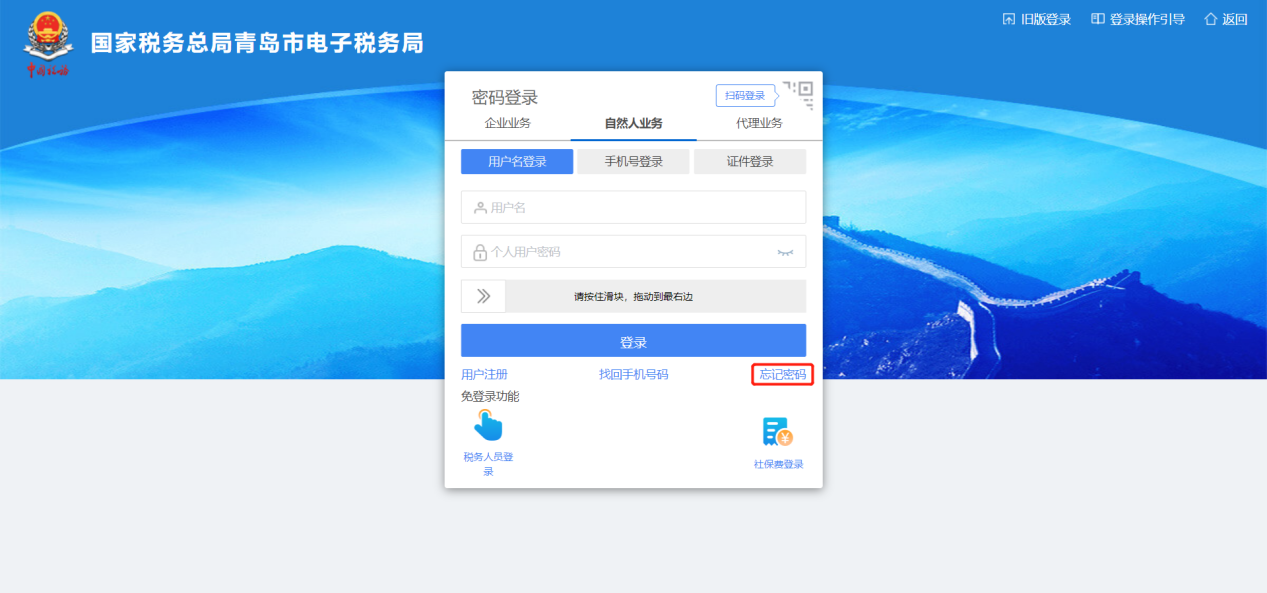 旧版登录 登录操作引导 返回
国家税务总局青岛市电子税务局
中国税务
密码登录 扫码登录
企业业务 自然人业务 代理业务
用户名登录 手机号登录 证件登录
用户名
个人用户密码
请按住滑块，拖动到最右边
登录
用户注册 找回手机号码 忘记密码
免登录功能
税务人员登
录
社保费登录